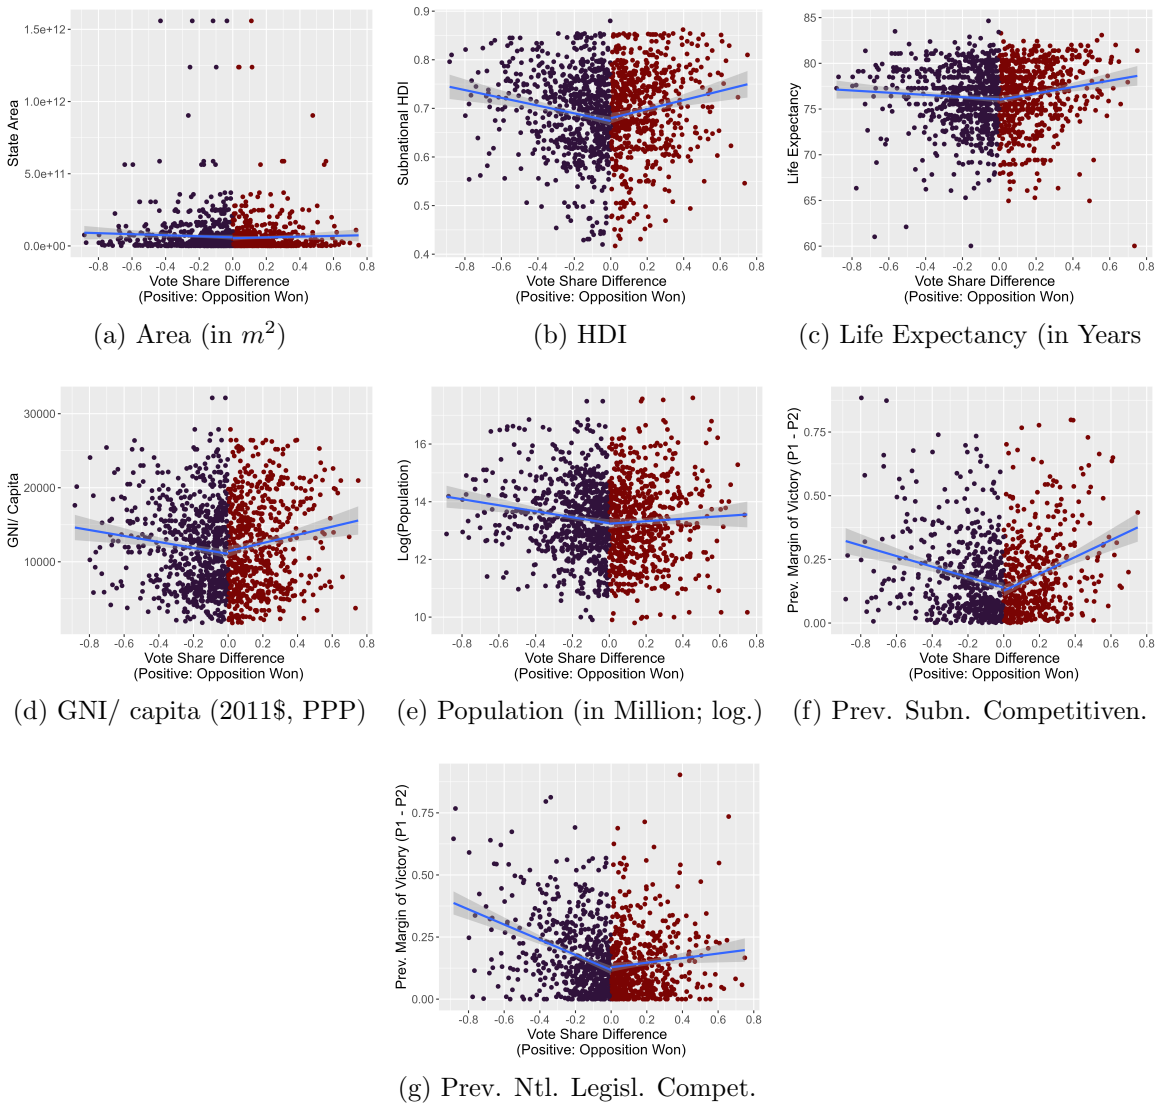 1.5e+12
1.0e+12
5.0e+11
0.0e+00
State Area
-0.8 -0.6 -0.4 -0.2 0.0 0.2 0.4 0.6 0.8
Vote Share Difference
(Positive: Opposition Won)
(a) Area (in m²)
0.9
0.8
0.7
0.6
0.5
0.4
Subnational HDI
-0.8 -0.6 -0.4 -0.2 0.0 0.2 0.4 0.6 0.8
Vote Share Difference
(Positive: Opposition Won)
(b) HDI
85
80
75
70
65
60
Life Expectancy
-0.8 -0.6 -0.4 -0.2 0.0 0.2 0.4 0.6 0.8
Vote Share Difference
(Positive: Opposition Won)
(c) Life Expectancy (in Years
30000
20000
10000
GNI/ Capita
-0.8 -0.6 -0.4 -0.2 0.0 0.2 0.4 0.6 0.8
Vote Share Difference
(Positive: Opposition Won)
(d) GNI/ capita (2011$, PPP)
16
14
12
10
Log(Population)
-0.8 -0.6 -0.4 -0.2 0.0 0.2 0.4 0.6 0.8
Vote Share Difference
(Positive: Opposition Won)
(e) Population (in Million; log.)
0.75
0.50
0.25
0.00
Prev. Margin of Victory (P1 - P2)
-0.8 -0.6 -0.4 -0.2 0.0 0.2 0.4 0.6 0.8
Vote Share Difference
(Positive: Opposition Won)
(f) Prev. Subn. Competitiven.
0.75
0.50
0.25
0.00
Prev. Margin of Victory (P1 - P2)
-0.8 -0.6 -0.4 -0.2 0.0 0.2 0.4 0.6 0.8
Vote Share Difference
(Positive: Opposition Won)
(g) Prev. Ntl. Legisl. Compet.